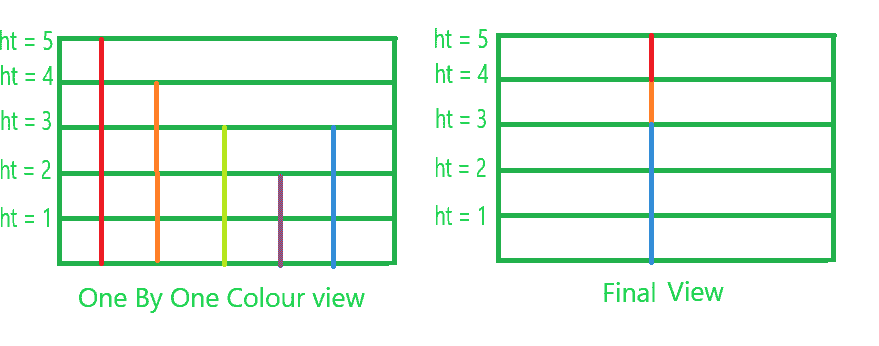 ht = 5
ht = 4
ht = 3
ht = 2
ht = 1
One By One Colour view
ht = 5
ht = 4
ht = 3
ht = 2
ht = 1
Final View